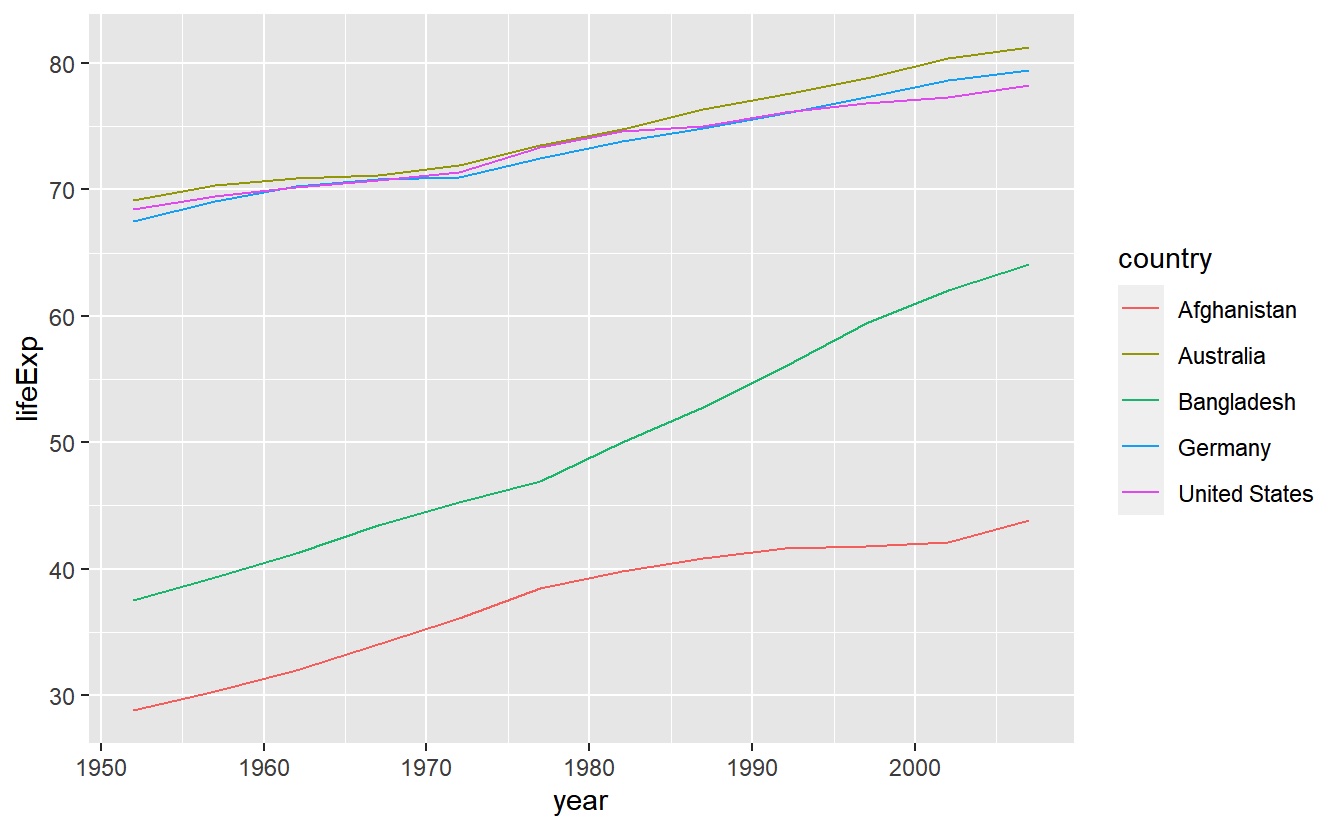 80
70
60
50
40
30
lifeExp
1950 1960 1970 1980 1990 2000
year
country
Afghanistan
Australia
Bangladesh
Germany
United States